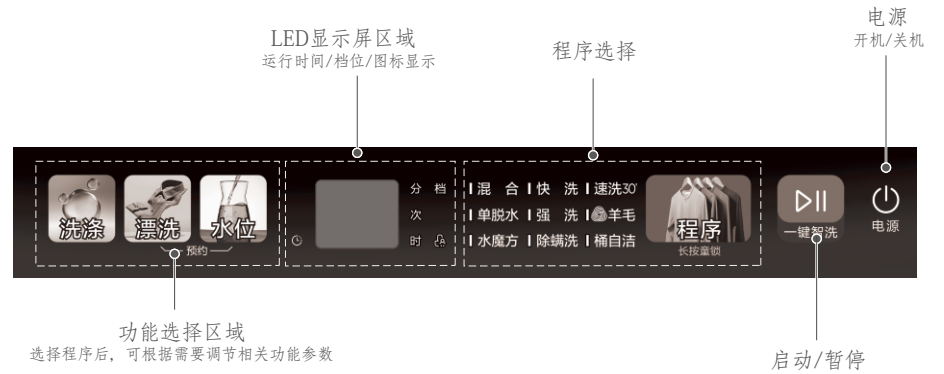 电源
开机/关机
LED显示屏区域
运行时间/档位/图标显示
程序选择
洗涤 漂洗 水位
预约
分 档
次
时
混 合 快 洗 速洗30'
单脱水 强 洗 羊毛
水魔方 除螨洗 桶自洁
程序
长按童锁
一键智洗
电源
功能选择区域
选择程序后，可根据需要调节相关功能参数
启动/暂停